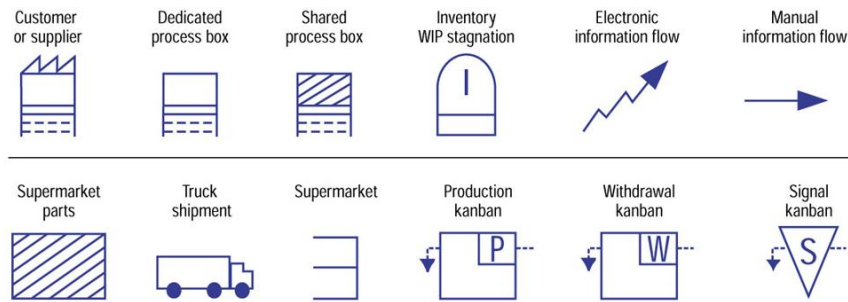 Customer
or supplier
Dedicated
process box
Shared
process box
Inventory
WIP stagnation
I
Electronic
information flow
Manual
information flow
Supermarket
parts
Truck
shipment
Supermarket
Production
kanban
P
Withdrawal
kanban
W
Signal
kanban
S